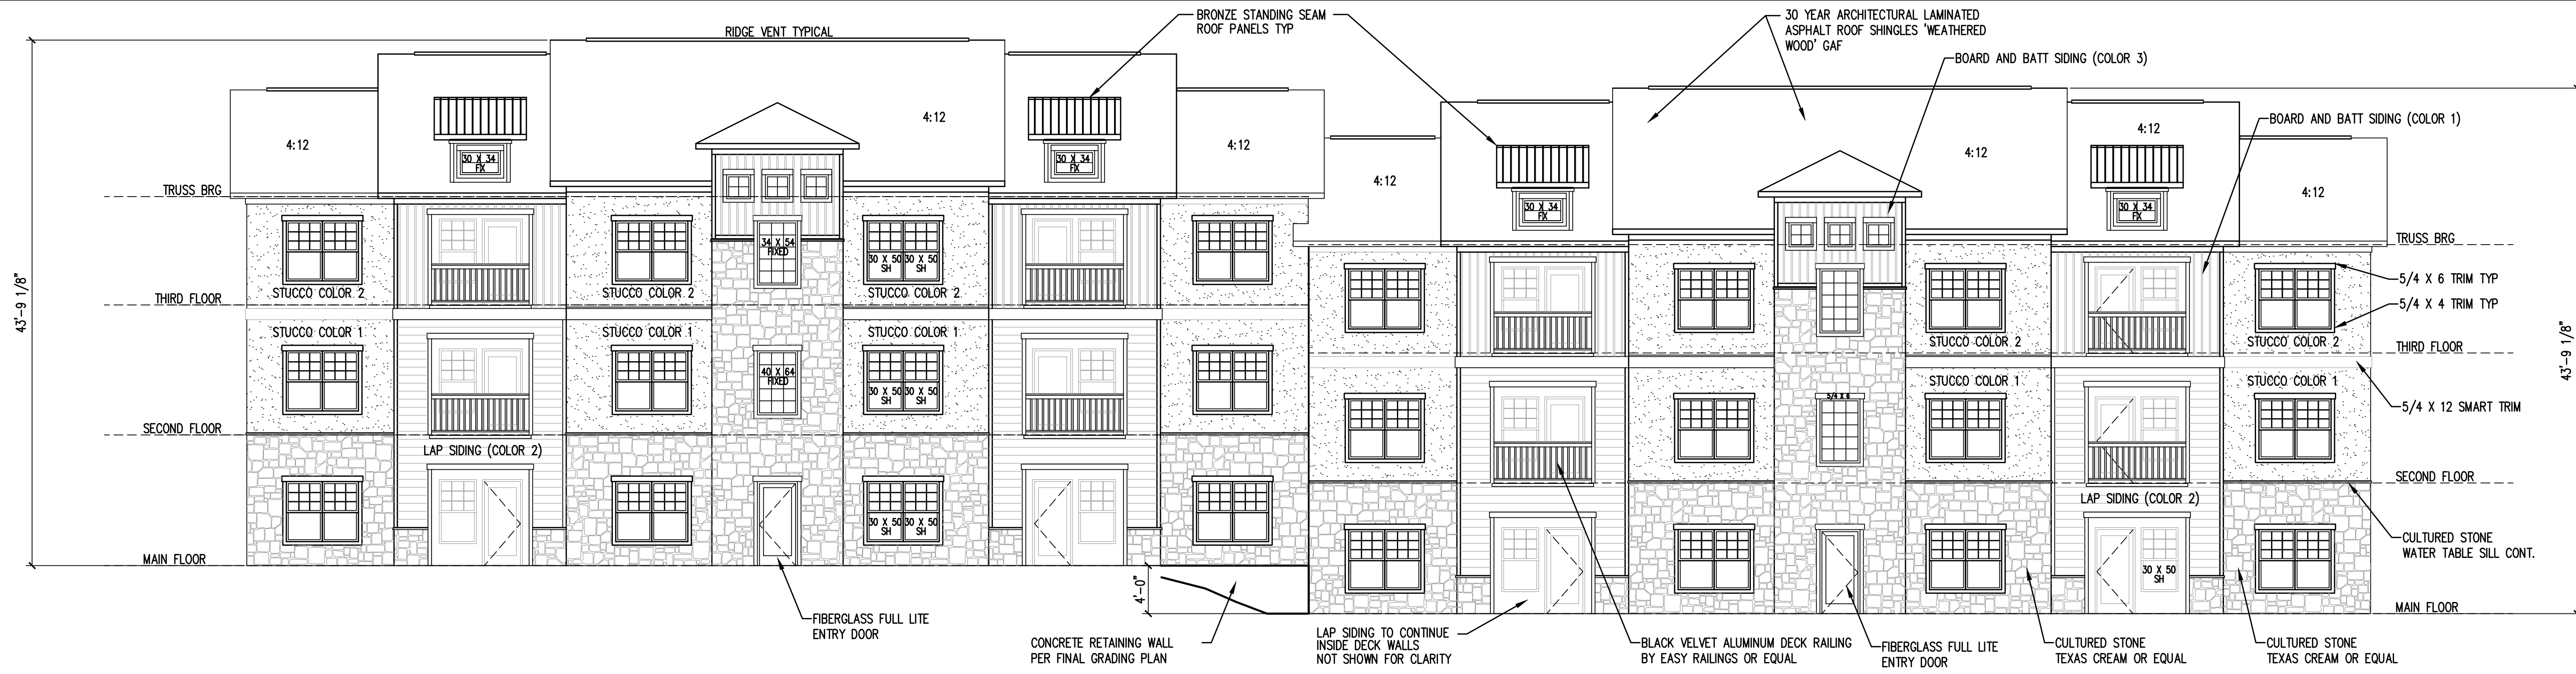 BRONZE STANDING SEAM
ROOF PANELS TYP
30 YEAR ARCHITECTURAL LAMINATED
ASPHALT ROOF SHINGLES 'WEATHERED
WOOD' GAF
RIDGE VENT TYPICAL
BOARD AND BATT SIDING (COLOR 3)
BOARD AND BATT SIDING (COLOR 1)
4:12
4:12
4:12
4:12
4:12
4:12
4:12
30 X 34
FX
30 X 34
FX
30 X 34
FX
30 X 34
FX
TRUSS BRG
TRUSS BRG
34 X 54
FIXED
30 X 50
SH
30 X 50
SH
STUCCO COLOR 2
STUCCO COLOR 2
STUCCO COLOR 2
5/4 X 6 TRIM TYP
5/4 X 4 TRIM TYP
THIRD FLOOR
43'-9 1/8"
43'-9 1/8"
STUCCO COLOR 1
STUCCO COLOR 1
STUCCO COLOR 1
STUCCO COLOR 2
STUCCO COLOR 2
THIRD FLOOR
40 X 64
FIXED
30 X 50
SH
30 X 50
SH
STUCCO COLOR 1
STUCCO COLOR 1
5/4 X 6
5/4 X 12 SMART TRIM
SECOND FLOOR
LAP SIDING (COLOR 2)
SECOND FLOOR
LAP SIDING (COLOR 2)
30 X 50
SH
30 X 50
SH
CULTURED STONE
WATER TABLE SILL CONT.
MAIN FLOOR
30 X 50
SH
4'-0"
MAIN FLOOR
FIBERGLASS FULL LITE
ENTRY DOOR
CONCRETE RETAINING WALL
PER FINAL GRADING PLAN
LAP SIDING TO CONTINUE
INSIDE DECK WALLS
NOT SHOWN FOR CLARITY
BLACK VELVET ALUMINUM DECK RAILING
BY EASY RAILINGS OR EQUAL
FIBERGLASS FULL LITE
ENTRY DOOR
CULTURED STONE
TEXAS CREAM OR EQUAL
CULTURED STONE
TEXAS CREAM OR EQUAL